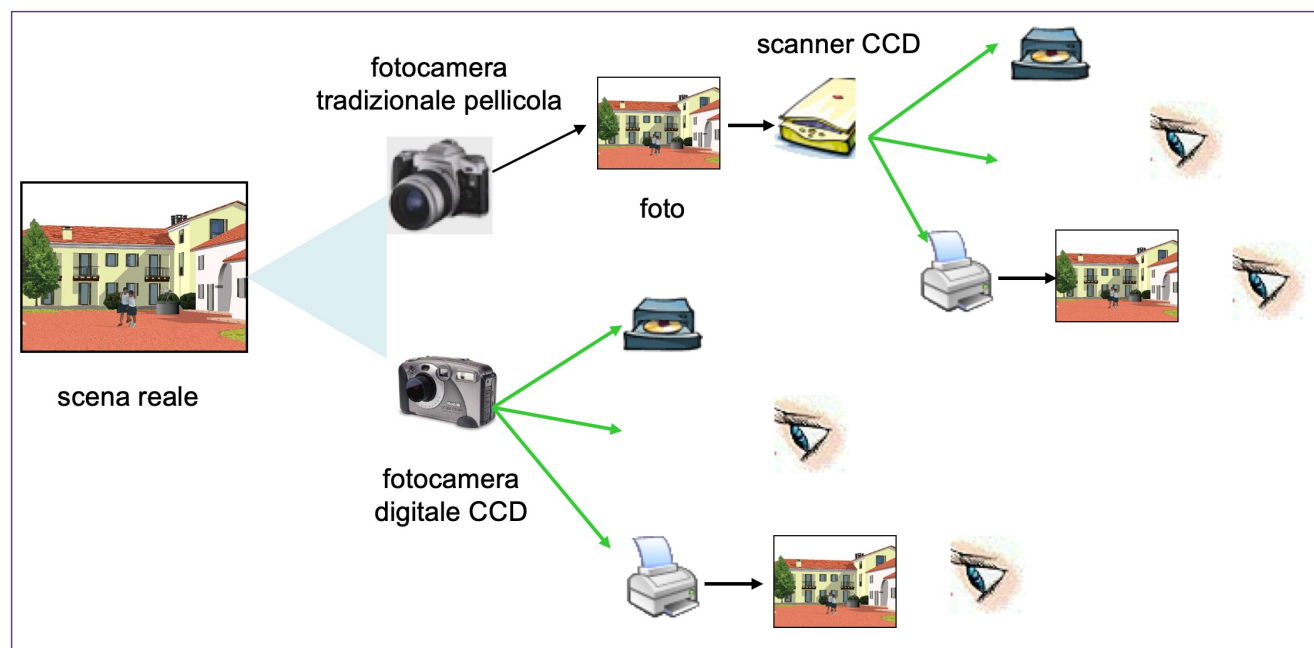 scanner CCD
fotocamera
tradizionale pellicola
foto
scena reale
fotocamera
digitale CCD